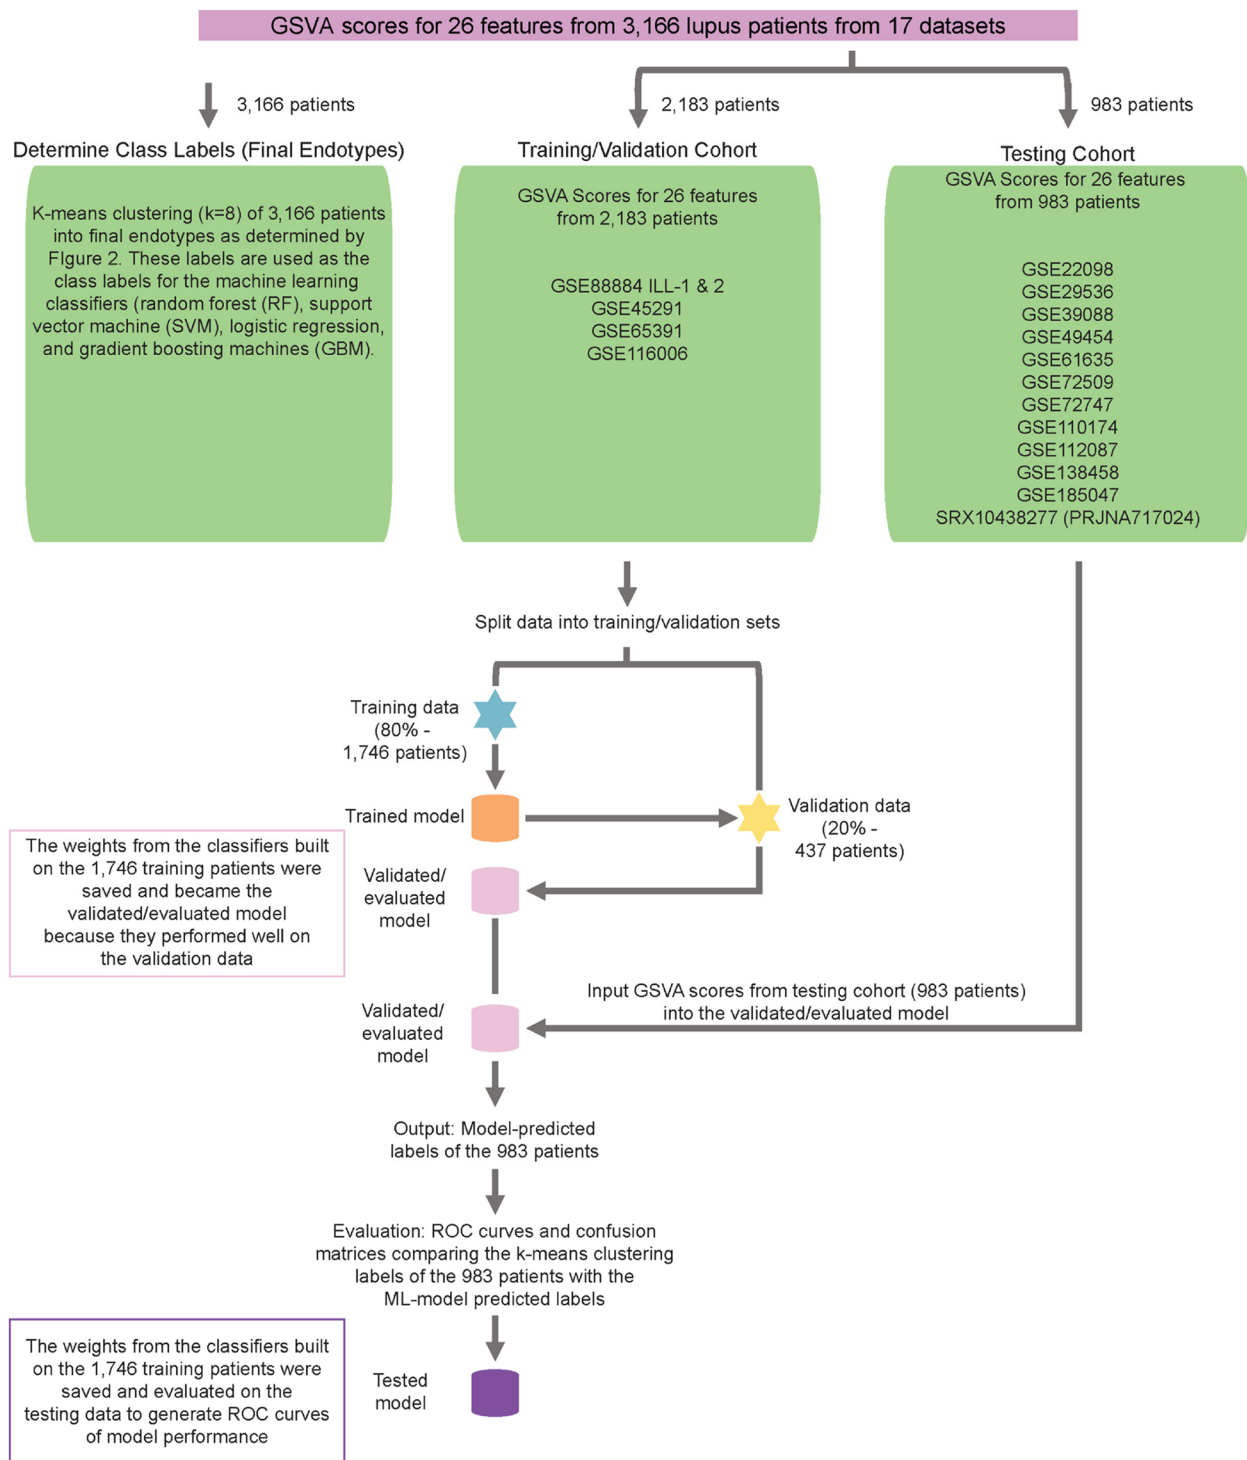 GSVA scores for 26 features from 3,166 lupus patients from 17 datasets
3,166 patients
2,183 patients
983 patients
Determine Class Labels (Final Endotypes)
K-means clustering (k=8) of 3,166 patients
into final endotypes as determined by
FIgure 2. These labels are used as the
class labels for the machine learning
classifiers (random forest (RF), support
vector machine (SVM), logistic regression,
and gradient boosting machines (GBM).
Training/Validation Cohort
GSVA Scores for 26 features
from 2,183 patients
GSE88884 ILL-1 & 2
GSE45291
GSE65391
GSE116006
Testing Cohort
GSVA Scores for 26 features
from 983 patients
GSE22098
GSE29536
GSE39088
GSE49454
GSE61635
GSE72509
GSE72747
GSE110174
GSE112087
GSE138458
GSE185047
SRX10438277 (PRJNA717024)
Split data into training/validation sets
Training data
(80% -
1,746 patients)
Trained model
Validation data
(20% -
437 patients)
The weights from the classifiers built
on the 1,746 training patients were
saved and became the
validated/evaluated model
because they performed well on
the validation data
Validated/
evaluated
model
Input GSVA scores from testing cohort (983 patients)
into the validated/evaluated model
Validated/
evaluated
model
Output: Model-predicted
labels of the 983 patients
Evaluation: ROC curves and confusion
matrices comparing the k-means clustering
labels of the 983 patients with the
ML-model predicted labels
The weights from the classifiers built
on the 1,746 training patients were
saved and evaluated on the
testing data to generate ROC curves
of model performance
Tested
model